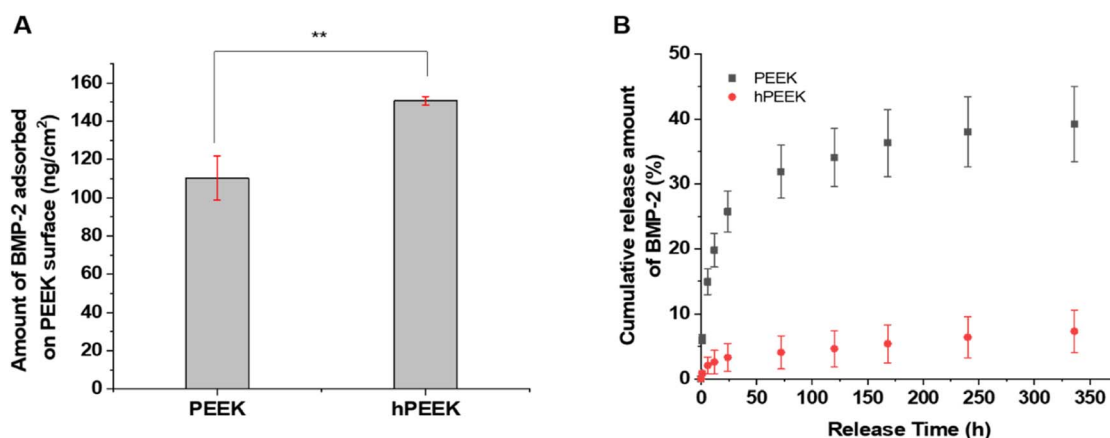 A
**
Amount of BMP-2 adsorbed
on PEEK surface (ng/cm²)
160
140
120
100
80
60
40
20
0
PEEK
hPEEK
B
PEEK
hPEEK
Cumulative release amount
of BMP-2 (%)
50
40
30
20
10
0
0
50
100
150
200
250
300
350
Release Time (h)